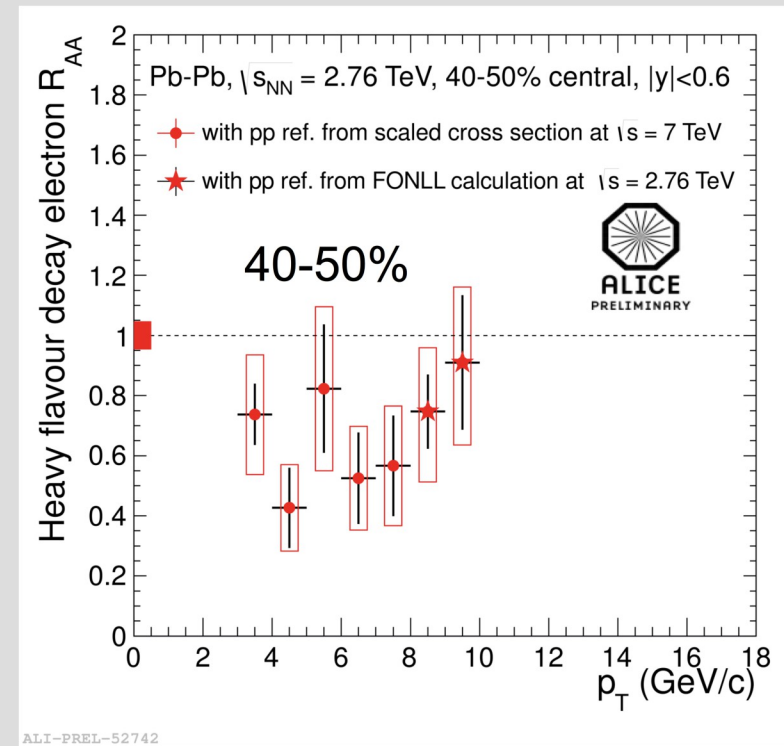 Heavy flavour decay electron R_AA
2
1.8
1.6
1.4
1.2
1
0.8
0.6
0.4
0.2
0
Pb-Pb, √s_NN = 2.76 TeV, 40-50% central, |y|<0.6
with pp ref. from scaled cross section at √s = 7 TeV
with pp ref. from FONLL calculation at √s = 2.76 TeV
40-50%
ALICE
PRELIMINARY
0 2 4 6 8 10 12 14 16 18
p_T (GeV/c)
ALI-PREL-52742